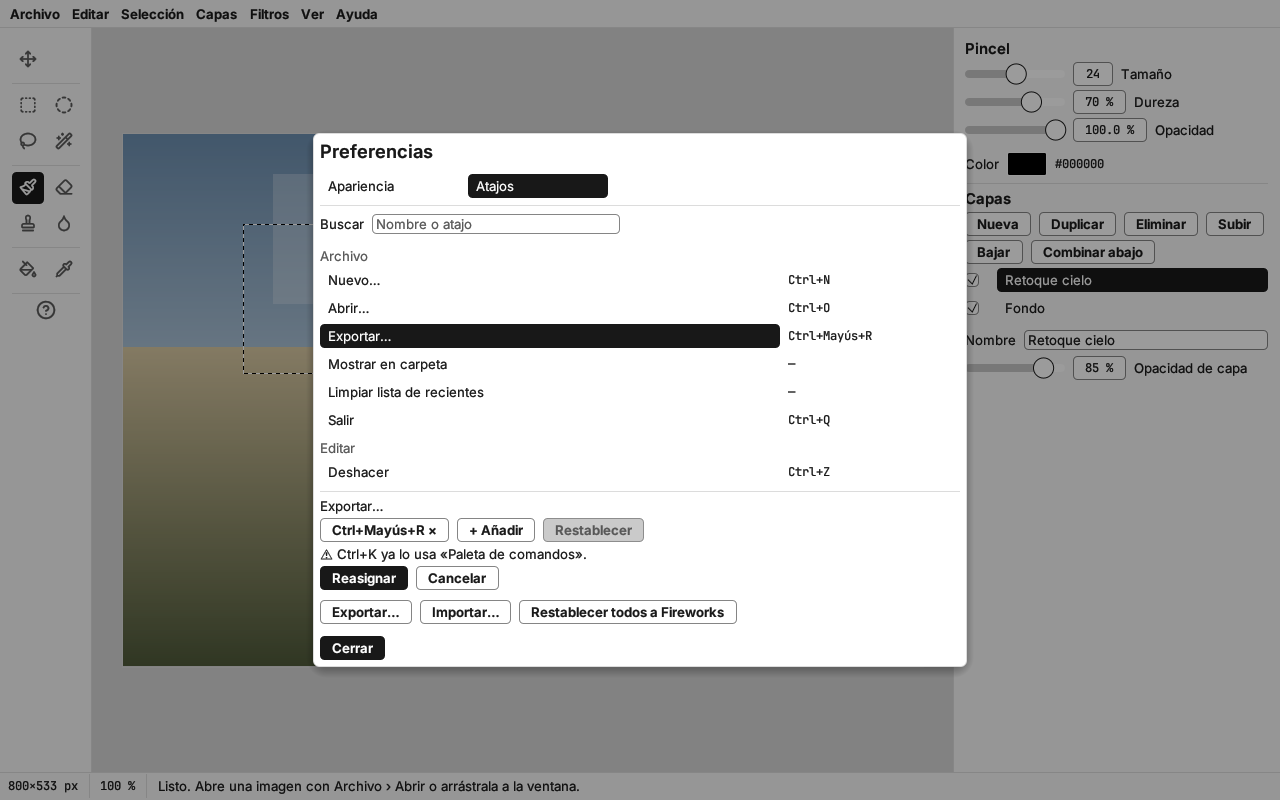 Archivo Editar Selección Capas Filtros Ver Ayuda
Pincel
24 Tamaño
70 % Dureza
100.0 % Opacidad
Color #000000
Capas
Nueva Duplicar Eliminar Subir
Bajar Combinar abajo
Retoque cielo
Fondo
Nombre Retoque cielo
85 % Opacidad de capa
Preferencias
Apariencia Atajos
Buscar Nombre o atajo
Archivo
Nuevo... Ctrl+N
Abrir... Ctrl+O
Exportar... Ctrl+Mayús+R
Mostrar en carpeta —
Limpiar lista de recientes —
Salir Ctrl+Q
Editar
Deshacer Ctrl+Z
Exportar...
Ctrl+Mayús+R × + Añadir Restablecer
⚠ Ctrl+K ya lo usa «Paleta de comandos».
Reasignar Cancelar
Exportar... Importar... Restablecer todos a Fireworks
Cerrar
800×533 px 100 % Listo. Abre una imagen con Archivo › Abrir o arrástrala a la ventana.